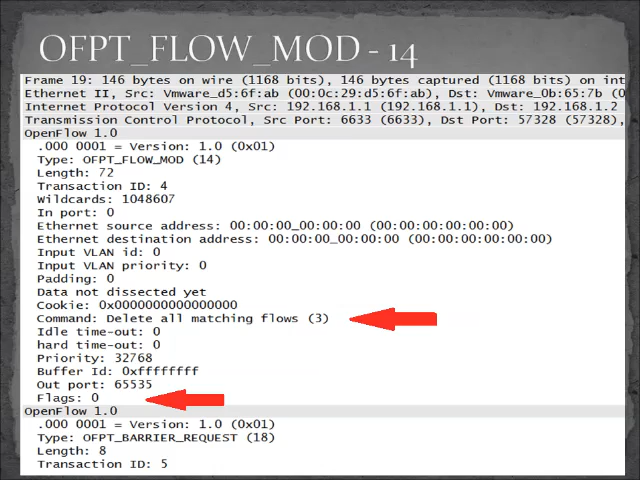 OFPT_FLOW_MOD - 14
Frame 19: 146 bytes on wire (1168 bits), 146 bytes captured (1168 bits) on int
Ethernet II, Src: Vmware_d5:6f:ab (00:0c:29:d5:6f:ab), Dst: Vmware_0b:65:7b (0
Internet Protocol Version 4, Src: 192.168.1.1 (192.168.1.1), Dst: 192.168.1.2
Transmission Control Protocol, Src Port: 6633 (6633), Dst Port: 57328 (57328),
OpenFlow 1.0
.000 0001 = Version: 1.0 (0x01)
Type: OFPT_FLOW_MOD (14)
Length: 72
Transaction ID: 4
Wildcards: 1048607
In port: 0
Ethernet source address: 00:00:00_00:00:00 (00:00:00:00:00:00)
Ethernet destination address: 00:00:00_00:00:00 (00:00:00:00:00:00)
Input VLAN id: 0
Input VLAN priority: 0
Padding: 0
Data not dissected yet
Cookie: 0x0000000000000000
Command: Delete all matching flows (3)
Idle time-out: 0
hard time-out: 0
Priority: 32768
Buffer Id: 0xffffffff
Out port: 65535
Flags: 0
OpenFlow 1.0
.000 0001 = Version: 1.0 (0x01)
Type: OFPT_BARRIER_REQUEST (18)
Length: 8
Transaction ID: 5